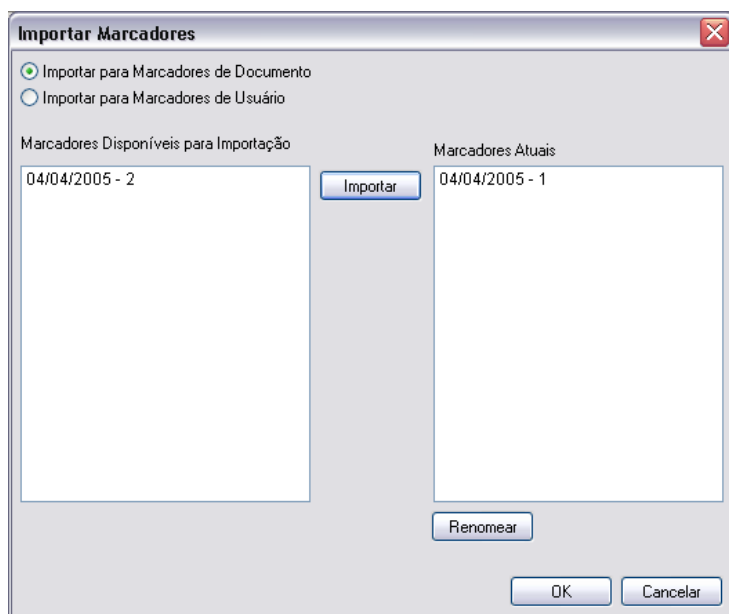 Importar Marcadores
Importar para Marcadores de Documento
Importar para Marcadores de Usuário
Marcadores Disponíveis para Importação
Marcadores Atuais
04/04/2005 - 2
Importar
04/04/2005 - 1
Renomear
OK
Cancelar